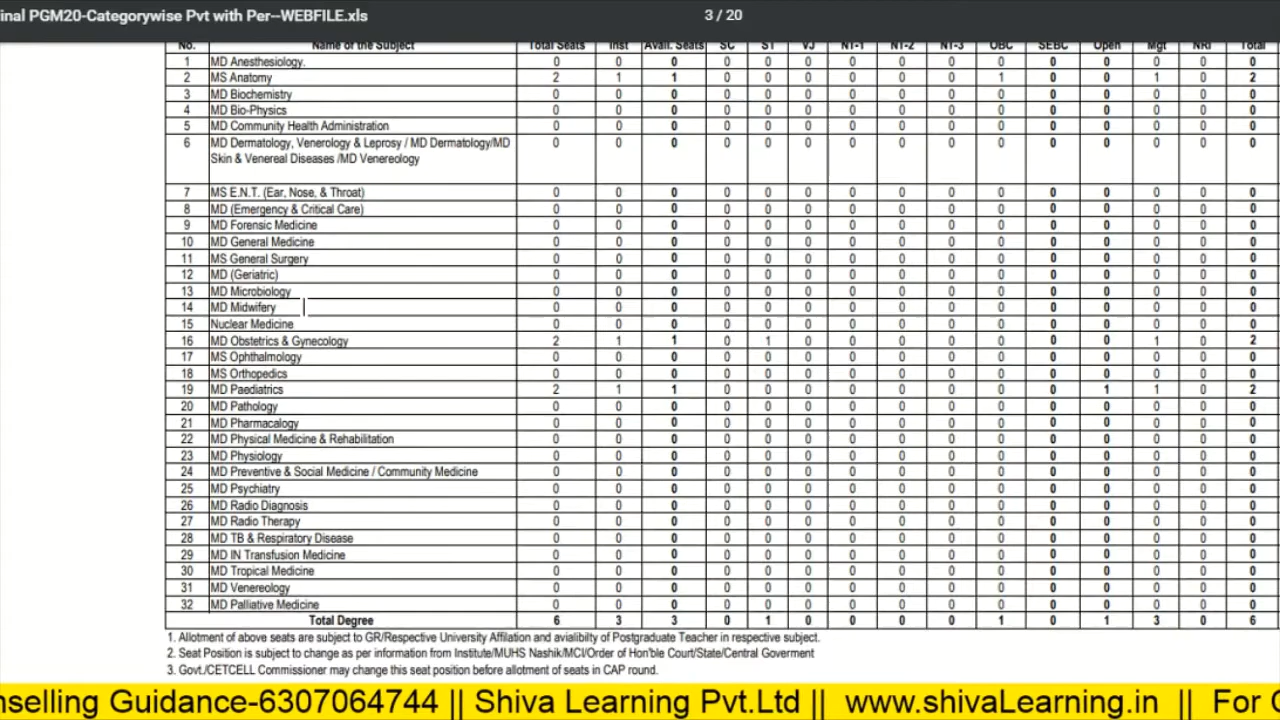 inal PGM20-Categorywise Pvt with Per--WEBFILE.xls 3 / 20
No. Name of the Subject Total Seats Inst Avail. Seats SC ST VJ NT-1 NT-2 NT-3 OBC SEBC Open Mgt NRI Total
1 MD Anesthesiology. 0 0 0 0 0 0 0 0 0 0 0 0 0 0 0
2 MS Anatomy 2 1 1 0 0 0 0 0 0 1 0 0 1 0 2
3 MD Biochemistry 0 0 0 0 0 0 0 0 0 0 0 0 0 0 0
4 MD Bio-Physics 0 0 0 0 0 0 0 0 0 0 0 0 0 0 0
5 MD Community Health Administration 0 0 0 0 0 0 0 0 0 0 0 0 0 0 0
6 MD Dermatology, Venerology & Leprosy / MD Dermatology/MD 0 0 0 0 0 0 0 0 0 0 0 0 0 0 0
Skin & Venereal Diseases /MD Venereology
7 MS E.N.T. (Ear, Nose, & Throat) 0 0 0 0 0 0 0 0 0 0 0 0 0 0 0
8 MD (Emergency & Critical Care) 0 0 0 0 0 0 0 0 0 0 0 0 0 0 0
9 MD Forensic Medicine 0 0 0 0 0 0 0 0 0 0 0 0 0 0 0
10 MD General Medicine 0 0 0 0 0 0 0 0 0 0 0 0 0 0 0
11 MS General Surgery 0 0 0 0 0 0 0 0 0 0 0 0 0 0 0
12 MD (Geriatric) 0 0 0 0 0 0 0 0 0 0 0 0 0 0 0
13 MD Microbiology 0 0 0 0 0 0 0 0 0 0 0 0 0 0 0
14 MD Midwifery 0 0 0 0 0 0 0 0 0 0 0 0 0 0 0
15 Nuclear Medicine 0 0 0 0 0 0 0 0 0 0 0 0 0 0 0
16 MD Obstetrics & Gynecology 2 1 1 0 1 0 0 0 0 0 0 0 1 0 2
17 MS Ophthalmology 0 0 0 0 0 0 0 0 0 0 0 0 0 0 0
18 MS Orthopedics 0 0 0 0 0 0 0 0 0 0 0 0 0 0 0
19 MD Paediatrics 2 1 1 0 0 0 0 0 0 0 0 1 1 0 2
20 MD Pathology 0 0 0 0 0 0 0 0 0 0 0 0 0 0 0
21 MD Pharmacalogy 0 0 0 0 0 0 0 0 0 0 0 0 0 0 0
22 MD Physical Medicine & Rehabilitation 0 0 0 0 0 0 0 0 0 0 0 0 0 0 0
23 MD Physiology 0 0 0 0 0 0 0 0 0 0 0 0 0 0 0
24 MD Preventive & Social Medicine / Community Medicine 0 0 0 0 0 0 0 0 0 0 0 0 0 0 0
25 MD Psychiatry 0 0 0 0 0 0 0 0 0 0 0 0 0 0 0
26 MD Radio Diagnosis 0 0 0 0 0 0 0 0 0 0 0 0 0 0 0
27 MD Radio Therapy 0 0 0 0 0 0 0 0 0 0 0 0 0 0 0
28 MD TB & Respiratory Disease 0 0 0 0 0 0 0 0 0 0 0 0 0 0 0
29 MD IN Transfusion Medicine 0 0 0 0 0 0 0 0 0 0 0 0 0 0 0
30 MD Tropical Medicine 0 0 0 0 0 0 0 0 0 0 0 0 0 0 0
31 MD Venereology 0 0 0 0 0 0 0 0 0 0 0 0 0 0 0
32 MD Palliative Medicine 0 0 0 0 0 0 0 0 0 0 0 0 0 0 0
Total Degree 6 3 3 0 1 0 0 0 0 1 0 1 3 0 6
1. Allotment of above seats are subject to GR/Respective University Affilation and avialibilty of Postgraduate Teacher in respective subject.
2. Seat Position is subject to change as per information from Institute/MUHS Nashik/MCI/Order of Hon'ble Court/State/Central Goverment
3. Govt./CETCELL Commissioner may change this seat position before allotment of seats in CAP round.
nselling Guidance-6307064744 || Shiva Learning Pvt.Ltd || www.shivaLearning.in || For C